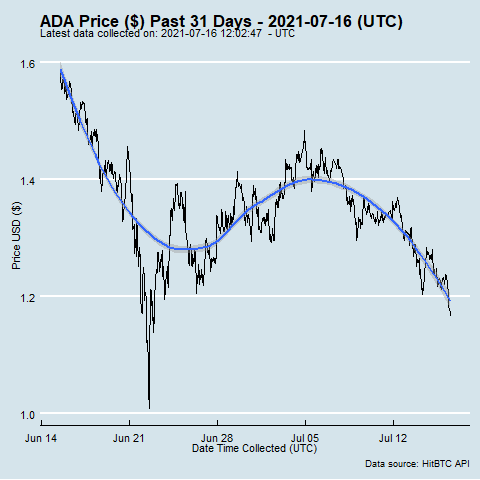 ADA Price ($) Past 31 Days - 2021-07-16 (UTC)
Latest data collected on: 2021-07-16 12:02:47  - UTC
1.6
1.4
1.2
1.0
Price USD ($)
Jun 14 Jun 21 Jun 28 Jul 05 Jul 12
Date Time Collected (UTC)
Data source: HitBTC API